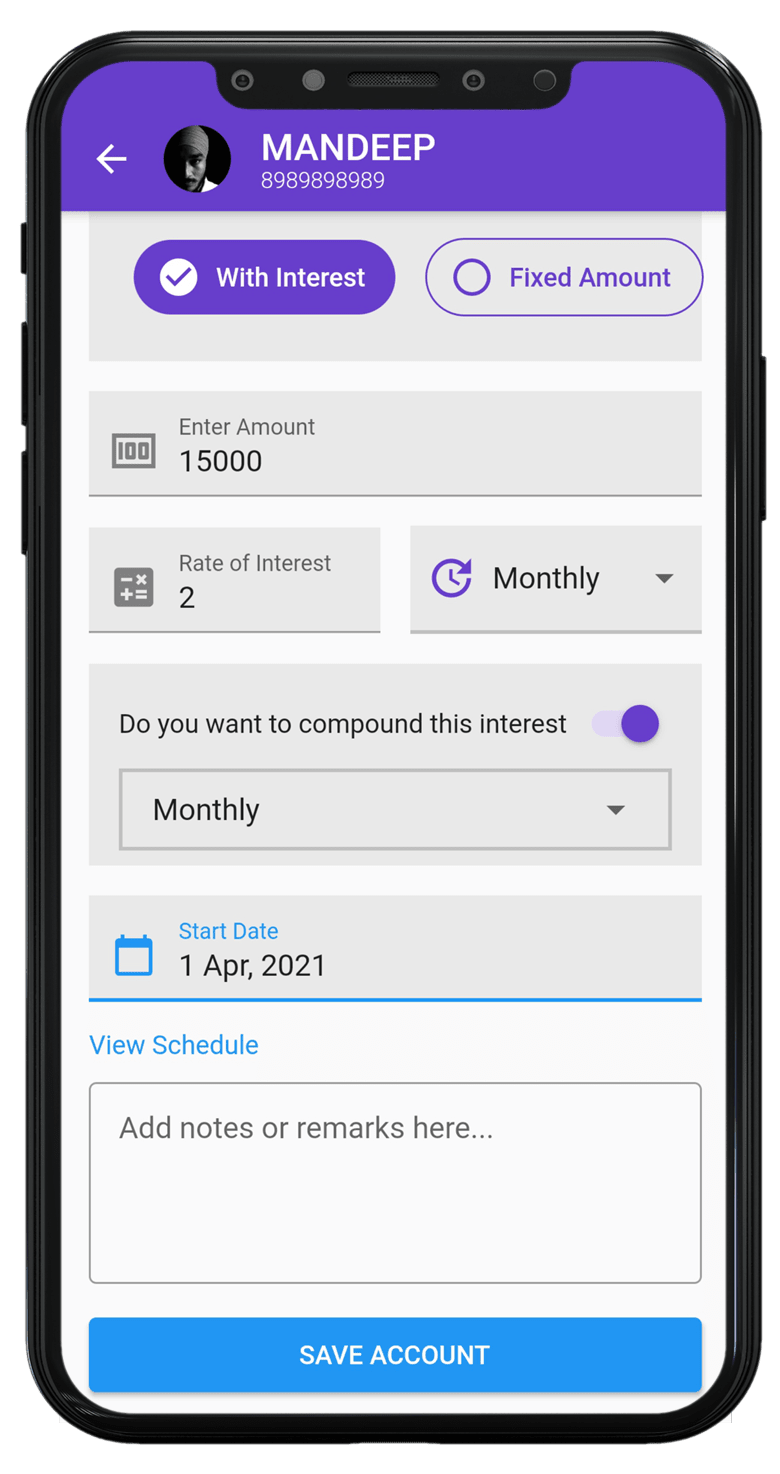 MANDEEP
8989898989
With Interest
Fixed Amount
Enter Amount
100
15000
Rate of Interest
2
Monthly
Do you want to compound this interest
Monthly
Start Date
1 Apr, 2021
View Schedule
Add notes or remarks here...
SAVE ACCOUNT